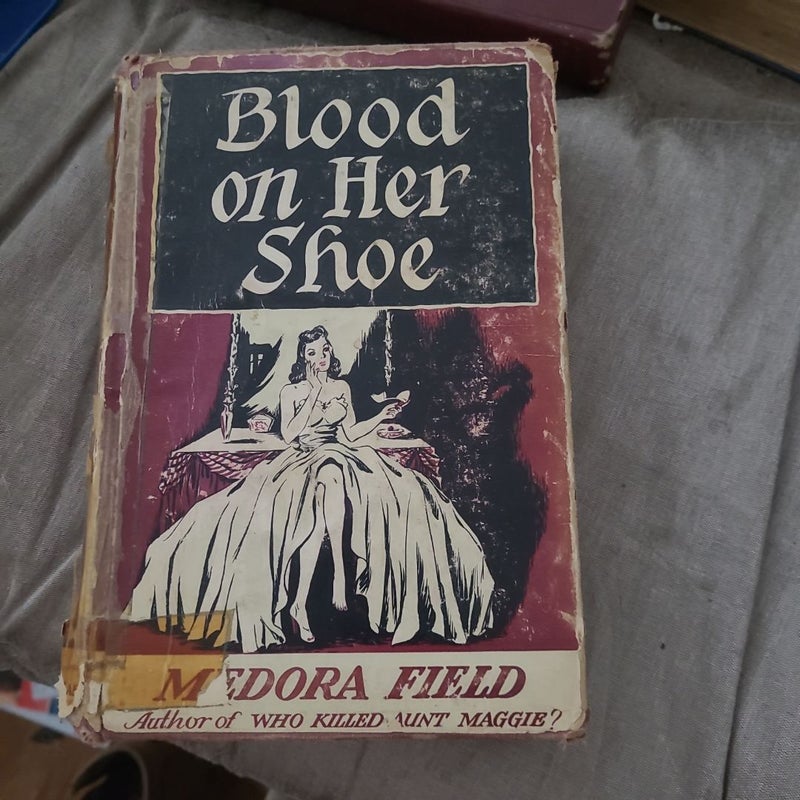 Blood
on Her
Shoe
MEDORA FIELD
Author of WHO KILLED AUNT MAGGIE?